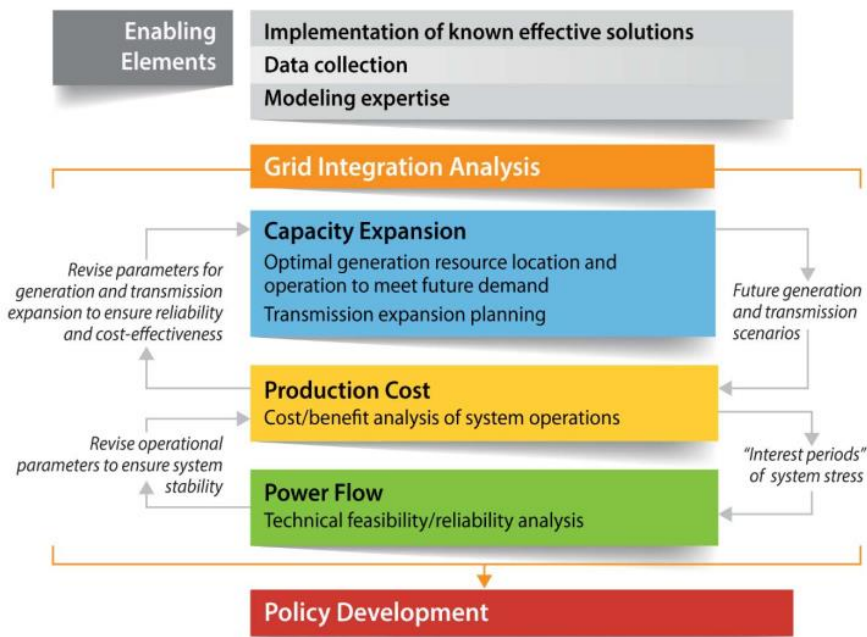 Enabling
Elements
Implementation of known effective solutions
Data collection
Modeling expertise
Grid Integration Analysis
Capacity Expansion
Optimal generation resource location and
operation to meet future demand
Transmission expansion planning
Revise parameters for
generation and transmission
expansion to ensure reliability
and cost-effectiveness
Future generation
and transmission
scenarios
Production Cost
Cost/benefit analysis of system operations
Revise operational
parameters to ensure system
stability
“Interest periods”
of system stress
Power Flow
Technical feasibility/reliability analysis
Policy Development